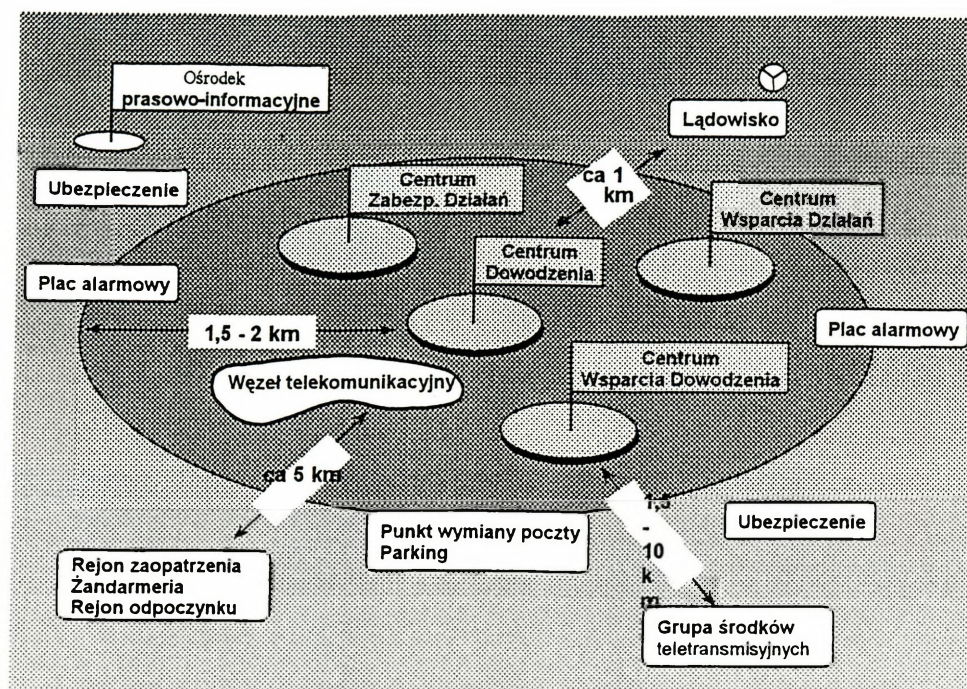 Ośrodek
prasowo-informacyjne
Lądowisko
Ubezpieczenie
ca 1
km
Centrum
Zabezp. Działań
Centrum
Wsparcia Działań
Centrum
Dowodzenia
Plac alarmowy
1,5 - 2 km
Plac alarmowy
Centrum
Wsparcia Dowodzenia
Węzeł telekomunikacyjny
ca 5 km
1,5
-
10
k
m
Ubezpieczenie
Punkt wymiany poczty
Parking
Rejon zaopatrzenia
Żandarmeria
Rejon odpoczynku
Grupa środków
teletransmisyjnych